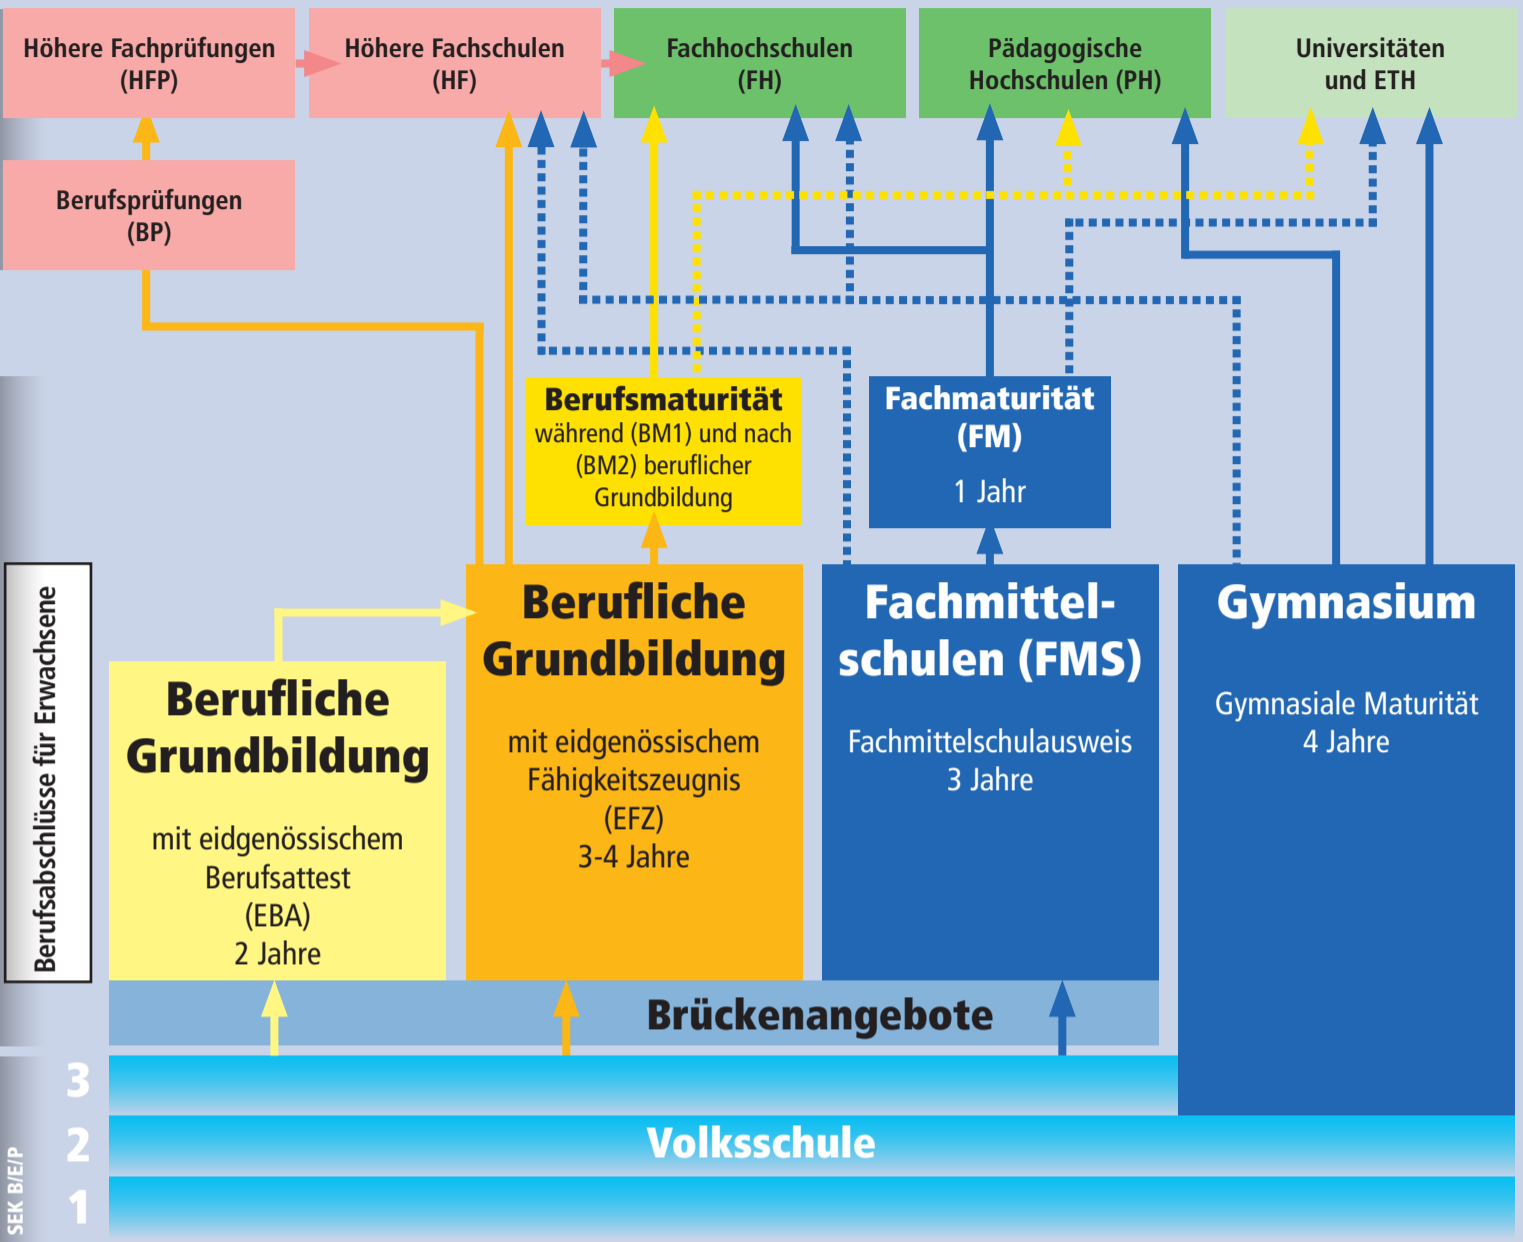 Höhere Fachprüfungen
(HFP)
Höhere Fachschulen
(HF)
Fachhochschulen
(FH)
Pädagogische
Hochschulen (PH)
Universitäten
und ETH
Berufsprüfungen
(BP)
Berufsmaturität
während (BM1) und nach
(BM2) beruflicher
Grundbildung
Fachmaturität
(FM)
1 Jahr
Berufsabschlüsse für Erwachsene
Berufliche
Grundbildung
mit eidgenössischem
Berufsattest
(EBA)
2 Jahre
Berufliche
Grundbildung
mit eidgenössischem
Fähigkeitszeugnis
(EFZ)
3-4 Jahre
Fachmittel-
schulen (FMS)
Fachmittelschulausweis
3 Jahre
Gymnasium
Gymnasiale Maturität
4 Jahre
Brückenangebote
3
2
Volksschule
1
SEK B/E/P